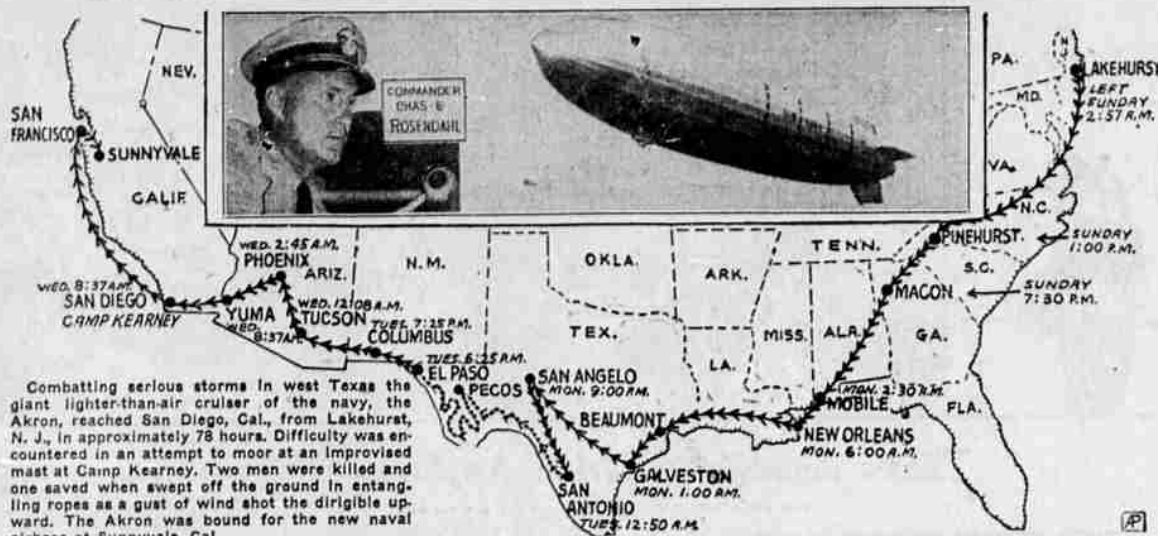 NEV.
PA.
LAKEHURST
LEFT
SUNDAY
2:57 A.M.
MD.
COMMANDER
CHAS E
ROSENDAHL
SAN
FRANCISCO
SUNNYVALE
CALIF.
VA.
N.C.
PINEHURST.
SUNDAY
1:00 P.M.
WED. 2:45 A.M.
PHOENIX
ARIZ.
N.M.
OKLA.
ARK.
TENN.
S.C.
MACON
SUNDAY
7:30 P.M.
WED. 8:37 A.M.
SAN DIEGO
CAMP KEARNEY
YUMA
WED.
8:37 A.M.
WED. 12:08 A.M.
TUCSON
TUES. 7:25 P.M.
COLUMBUS
TUES. 6:25 P.M.
EL PASO
PECOS
TEX.
SAN ANGELO
MON. 9:00 P.M.
LA.
MISS.
ALA.
GA.
FLA.
BEAUMONT
MON. 2:30 A.M.
MOBILE
NEW ORLEANS
MON. 6:00 A.M.
GALVESTON
MON. 1:00 P.M.
SAN
ANTONIO
TUES. 12:50 A.M.
Combatting serious storms in west Texas the
giant lighter-than-air cruiser of the navy, the
Akron, reached San Diego, Cal., from Lakehurst,
N. J., in approximately 78 hours. Difficulty was en-
countered in an attempt to moor at an improvised
mast at Camp Kearney. Two men were killed and
one saved when swept off the ground in entang-
ling ropes as a gust of wind shot the dirigible up-
ward. The Akron was bound for the new naval
airbase at Sunnyvale, Cal.
AP